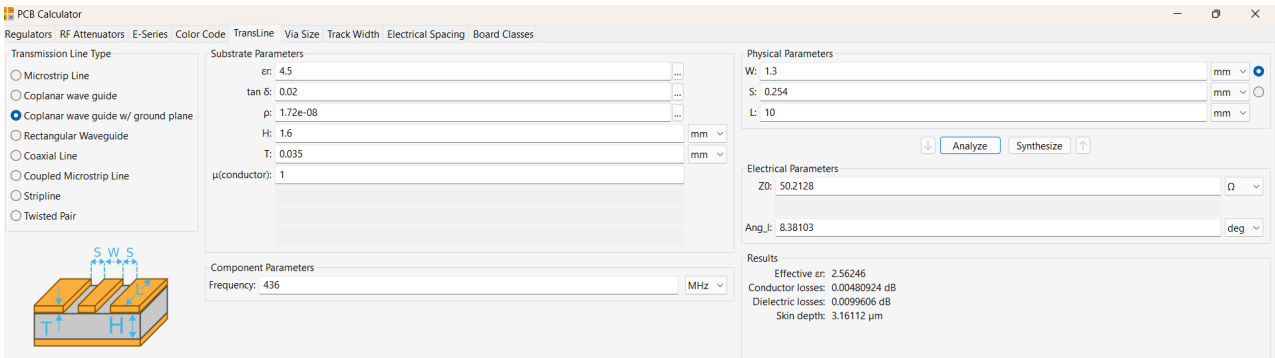 PCB Calculator
Regulators RF Attenuators E-Series Color Code TransLine Via Size Track Width Electrical Spacing Board Classes
Transmission Line Type
Microstrip Line
Coplanar wave guide
Coplanar wave guide w/ ground plane
Rectangular Waveguide
Coaxial Line
Coupled Microstrip Line
Stripline
Twisted Pair
S W S
L
T H
Substrate Parameters
εr: 4.5 ...
tan δ: 0.02 ...
ρ: 1.72e-08 ...
H: 1.6 mm
T: 0.035 mm
μ(conductor): 1
Component Parameters
Frequency: 436 MHz
Physical Parameters
W: 1.3 mm
S: 0.254 mm
L: 10 mm
Analyze Synthesize
Electrical Parameters
Z0: 50.2128 Ω
Ang_l: 8.38103 deg
Results
Effective εr: 2.56246
Conductor losses: 0.00480924 dB
Dielectric losses: 0.0099606 dB
Skin depth: 3.16112 μm